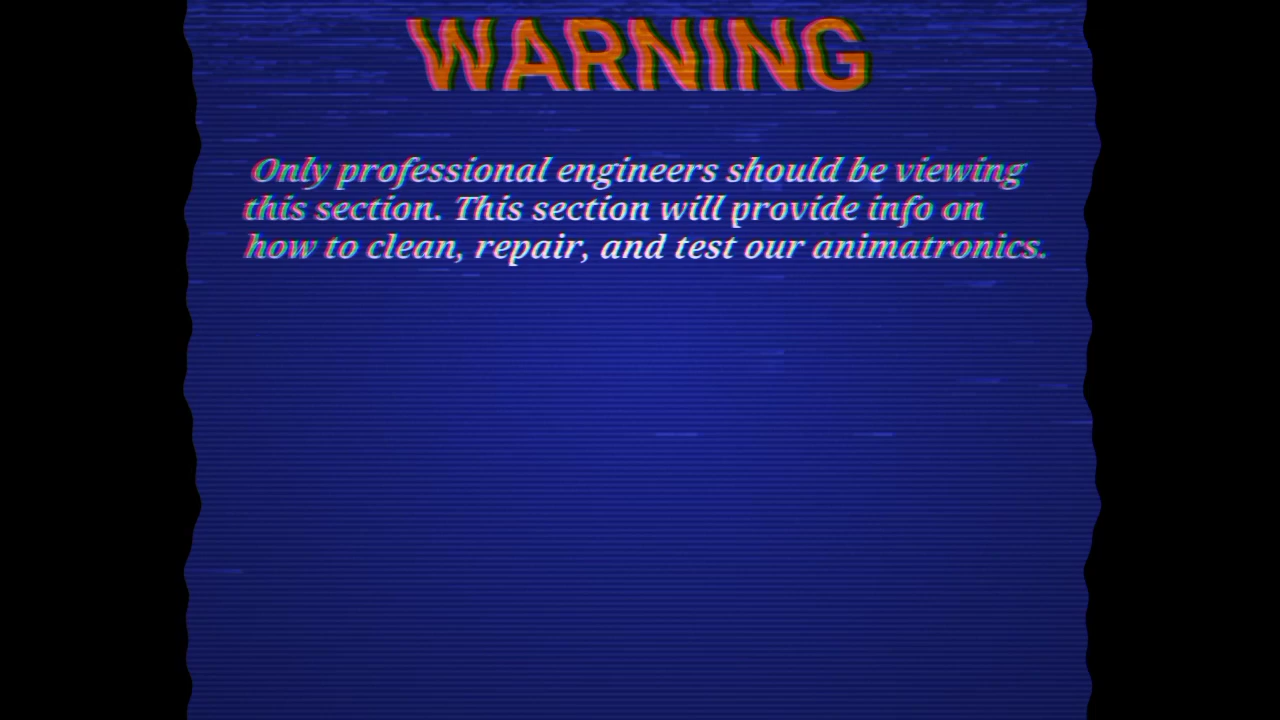 WARNING
Only professional engineers should be viewing
this section. This section will provide info on
how to clean, repair, and test our animatronics.